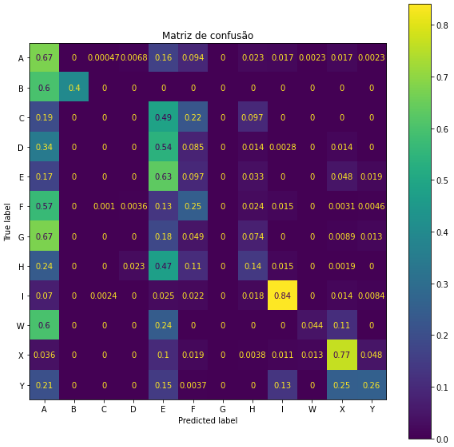 Matriz de confusão
A 0.67 0 0.00047 0.0068 0.16 0.094 0 0.023 0.017 0.0023 0.017 0.0023
B 0.6 0.4 0 0 0 0 0 0 0 0 0 0
C 0.19 0 0 0 0.49 0.22 0 0.097 0 0 0 0
D 0.34 0 0 0 0.54 0.085 0 0.014 0.0028 0 0.014 0
E 0.17 0 0 0 0.63 0.097 0 0.033 0 0 0.048 0.019
F 0.57 0 0.001 0.0036 0.13 0.25 0 0.024 0.015 0 0.0031 0.0046
G 0.67 0 0 0 0.18 0.049 0 0.074 0 0 0.0089 0.013
H 0.24 0 0 0.023 0.47 0.11 0 0.14 0.015 0 0.0019 0
I 0.07 0 0.0024 0 0.025 0.022 0 0.018 0.84 0 0.014 0.0084
W 0.6 0 0 0 0.24 0 0 0 0 0.044 0.11 0
X 0.036 0 0 0 0.1 0.019 0 0.0038 0.011 0.013 0.77 0.048
Y 0.21 0 0 0 0.15 0.0037 0 0 0.13 0 0.25 0.26
A B C D E F G H I W X Y
True label
Predicted label
0.8
0.7
0.6
0.5
0.4
0.3
0.2
0.1
0.0